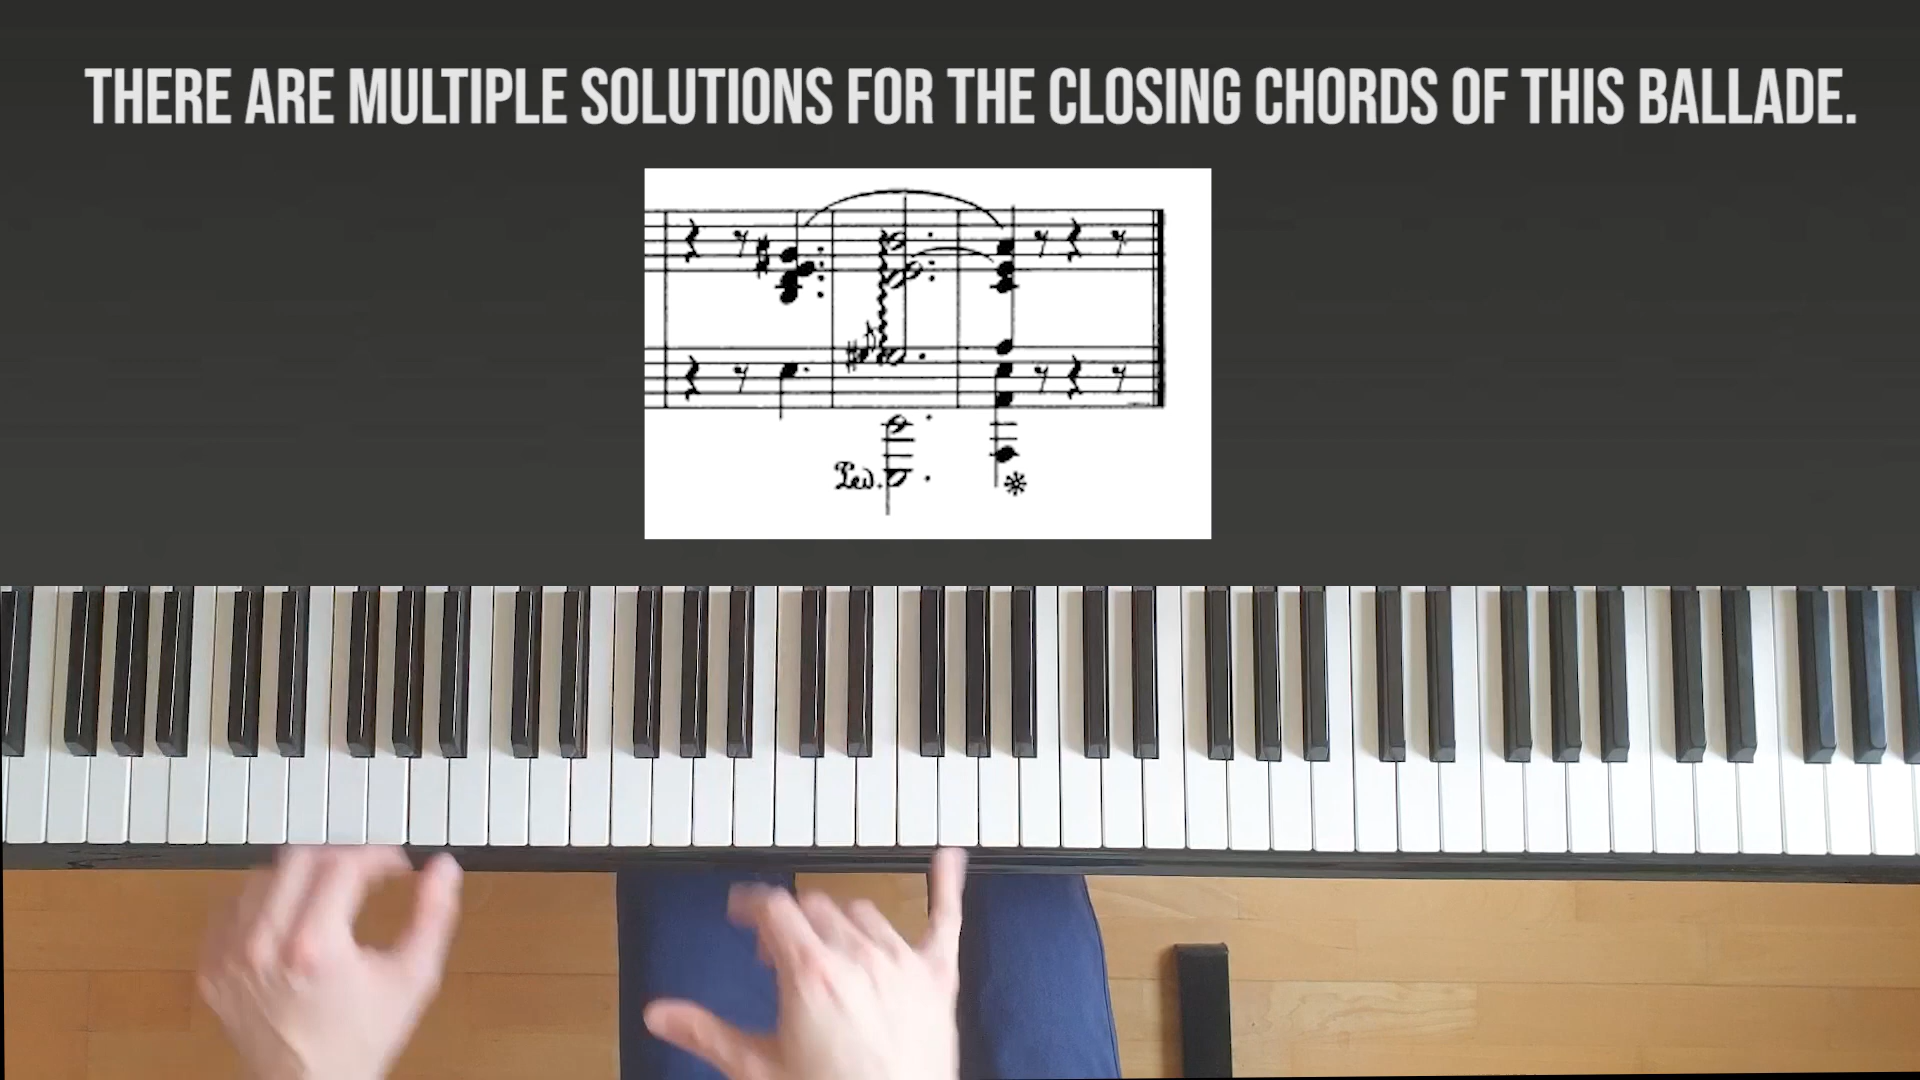 THERE ARE MULTIPLE SOLUTIONS FOR THE CLOSING CHORDS OF THIS BALLADE.
Ped.